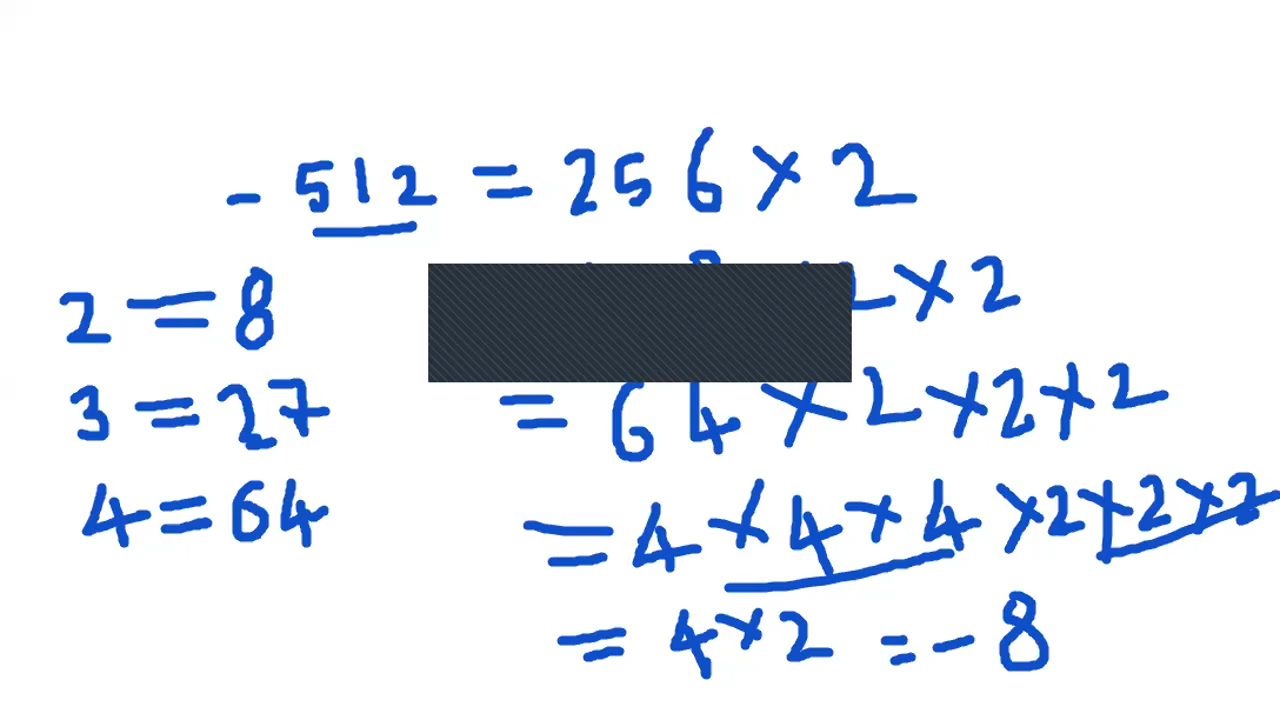 - 512 = 256 × 2
2 = 8
× 2
3 = 27
= 64 × 2 × 2 × 2
4 = 64
= 4 × 4 × 4 × 2 × 2 × 2
= 4 × 2 = - 8